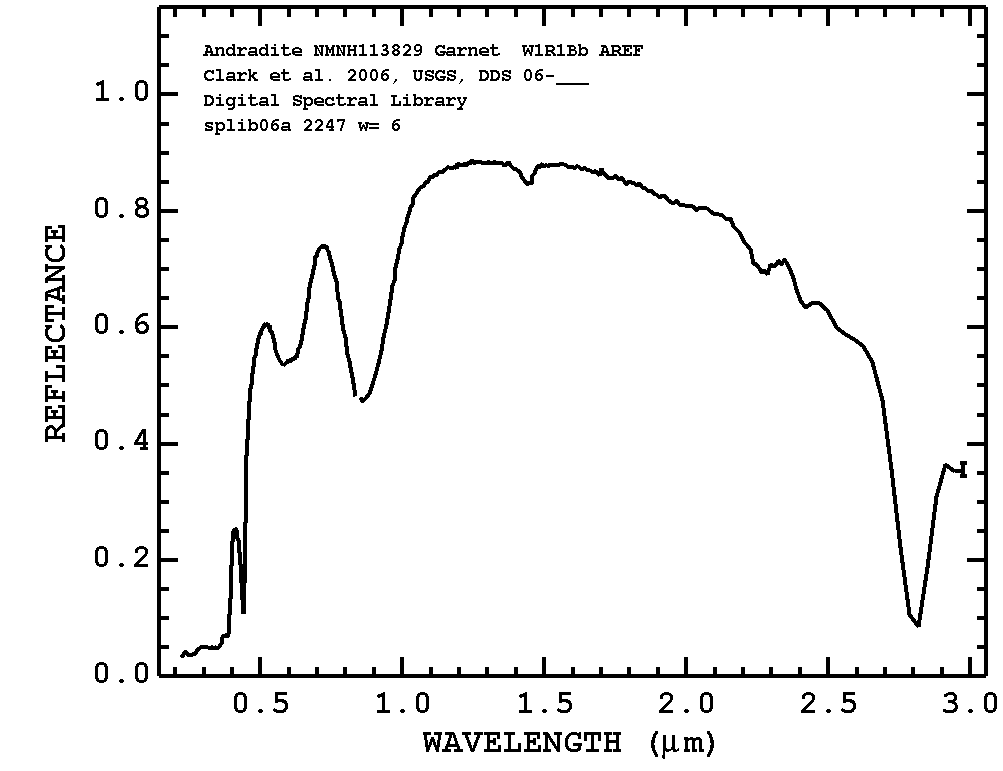 Andradite NMNH113829 Garnet  W1R1Bb AREF
Clark et al. 2006, USGS, DDS 06-___
Digital Spectral Library
splib06a 2247 w= 6
REFLECTANCE
1.0
0.8
0.6
0.4
0.2
0.0
0.5 1.0 1.5 2.0 2.5 3.0
WAVELENGTH (μm)